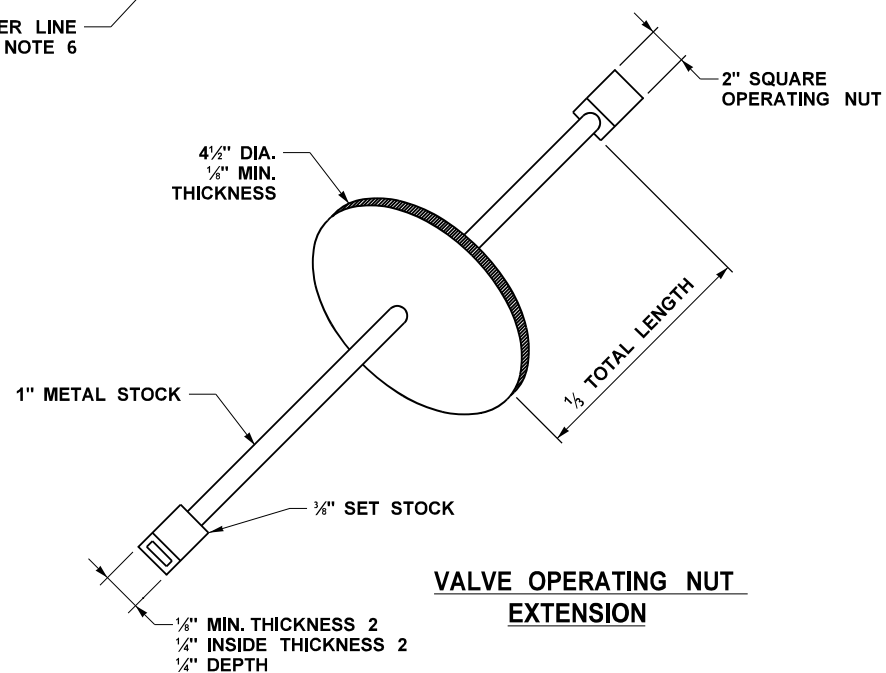 ER LINE
NOTE 6
2" SQUARE
OPERATING NUT
4½" DIA.
⅛" MIN.
THICKNESS
⅓ TOTAL LENGTH
1" METAL STOCK
⅜" SET STOCK
VALVE OPERATING NUT
EXTENSION
⅛" MIN. THICKNESS 2
¼" INSIDE THICKNESS 2
¼" DEPTH